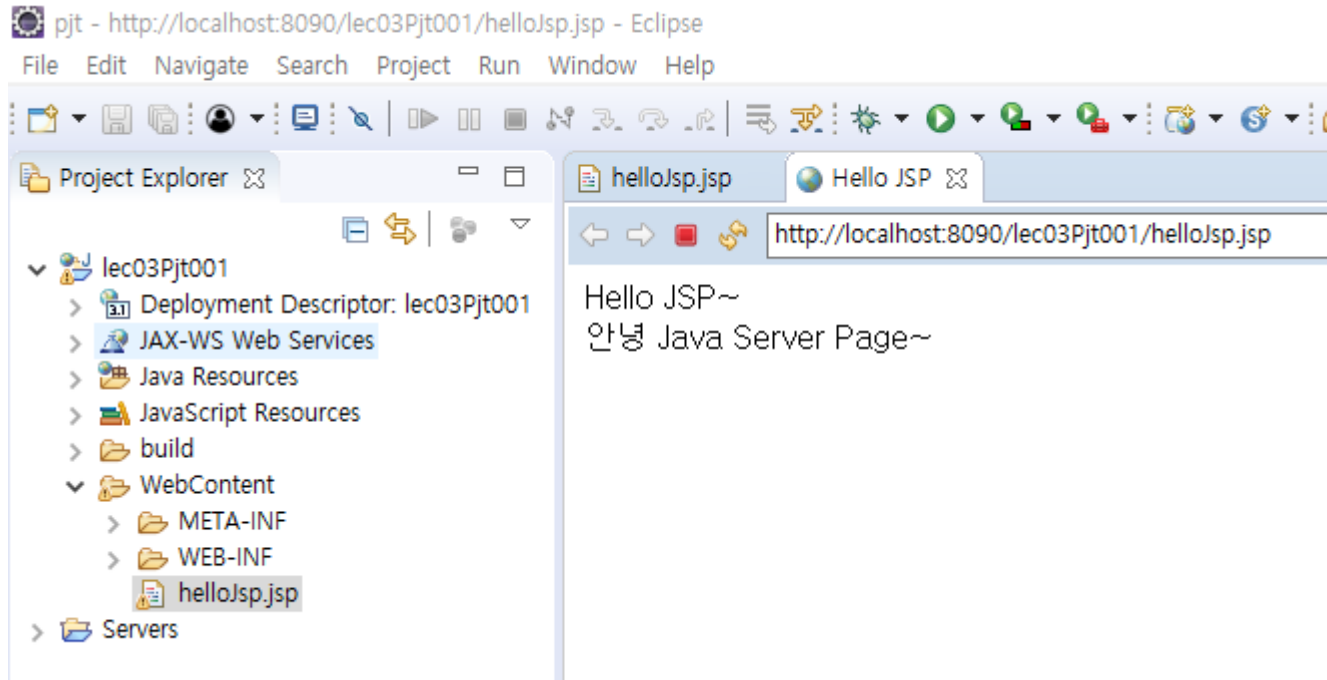 pjt - http://localhost:8090/lec03Pjt001/helloJsp.jsp - Eclipse
File Edit Navigate Search Project Run Window Help
Project Explorer
helloJsp.jsp
Hello JSP
http://localhost:8090/lec03Pjt001/helloJsp.jsp
lec03Pjt001
3.1 Deployment Descriptor: lec03Pjt001
JAX-WS Web Services
Java Resources
JavaScript Resources
build
WebContent
META-INF
WEB-INF
helloJsp.jsp
Servers
Hello JSP~
안녕 Java Server Page~